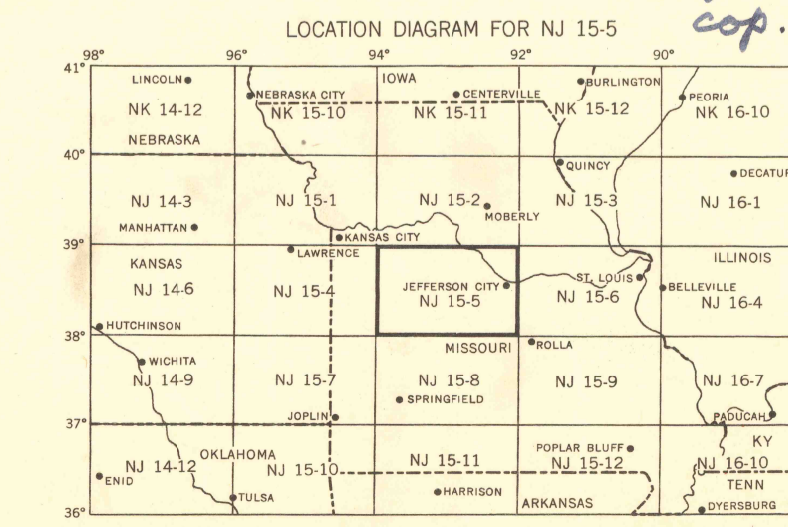 LOCATION DIAGRAM FOR NJ 15-5
cop.
98° 96° 94° 92° 90°
41°
LINCOLN IOWA BURLINGTON
NEBRASKA CITY CENTERVILLE PEORIA
NK 14-12 NK 15-10 NK 15-11 NK 15-12 NK 16-10
NEBRASKA
40°
QUINCY DECATUR
NJ 14-3 NJ 15-1 NJ 15-2 NJ 15-3 NJ 16-1
MOBERLY
MANHATTAN KANSAS CITY
39°
LAWRENCE ILLINOIS
KANSAS
JEFFERSON CITY ST. LOUIS BELLEVILLE
NJ 14-6 NJ 15-4 NJ 15-5 NJ 15-6 NJ 16-4
HUTCHINSON
38°
MISSOURI ROLLA
WICHITA
NJ 14-9 NJ 15-7 NJ 15-8 NJ 15-9 NJ 16-7
SPRINGFIELD
JOPLIN PADUCAH
37°
KY
OKLAHOMA POPLAR BLUFF
NJ 14-12 NJ 15-10 NJ 15-11 NJ 15-12 NJ 16-10
ENID TENN
TULSA HARRISON ARKANSAS DYERSBURG
36°